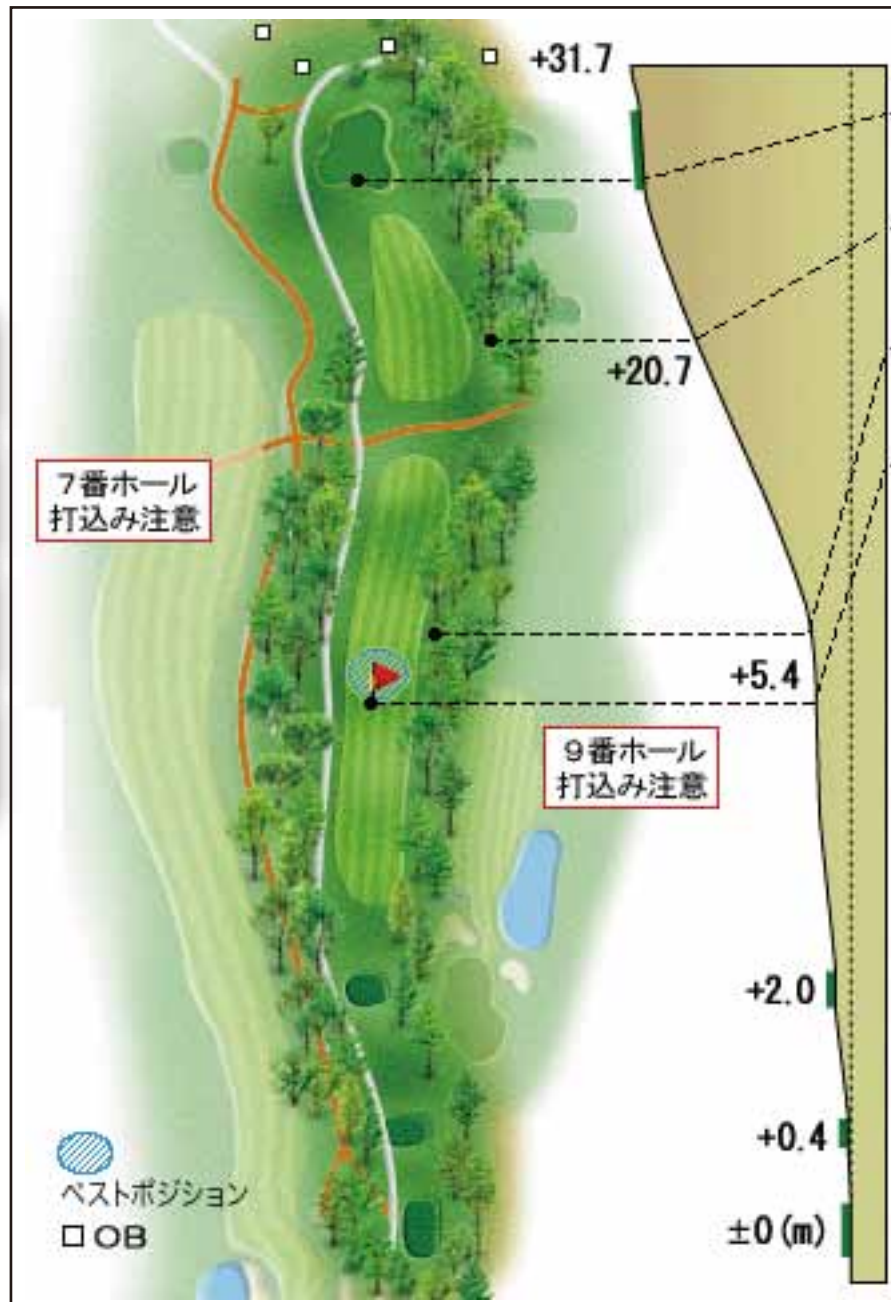 +31.7
+20.7
7番ホール
打込み注意
+5.4
9番ホール
打込み注意
+2.0
+0.4
ベストポジション
±0(m)
□OB